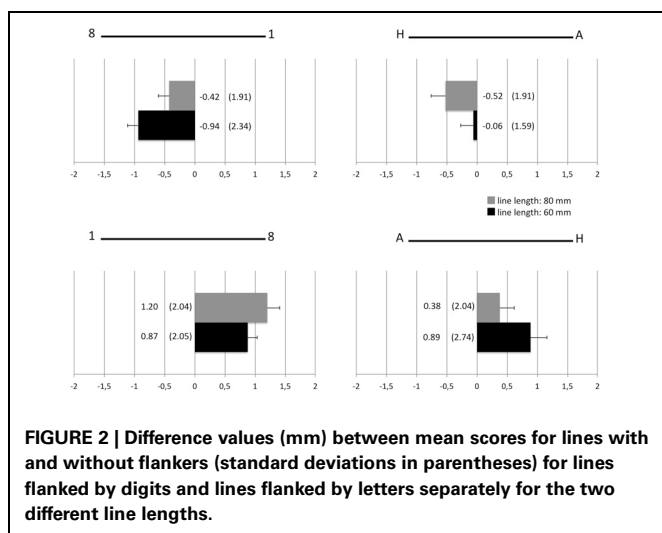 8 1 H A
-0.42 (1.91) -0.52 (1.91)
-0.94 (2.34) -0.06 (1.59)
-2 -1,5 -1 -0,5 0 0,5 1 1,5 2 -2 -1,5 -1 -0,5 0 0,5 1 1,5 2
line length: 80 mm
line length: 60 mm
1 8 A H
1.20 (2.04) 0.38 (2.04)
0.87 (2.05) 0.89 (2.74)
-2 -1,5 -1 -0,5 0 0,5 1 1,5 2 -2 -1,5 -1 -0,5 0 0,5 1 1,5 2
FIGURE 2 | Difference values (mm) between mean scores for lines with
and without flankers (standard deviations in parentheses) for lines
flanked by digits and lines flanked by letters separately for the two
different line lengths.